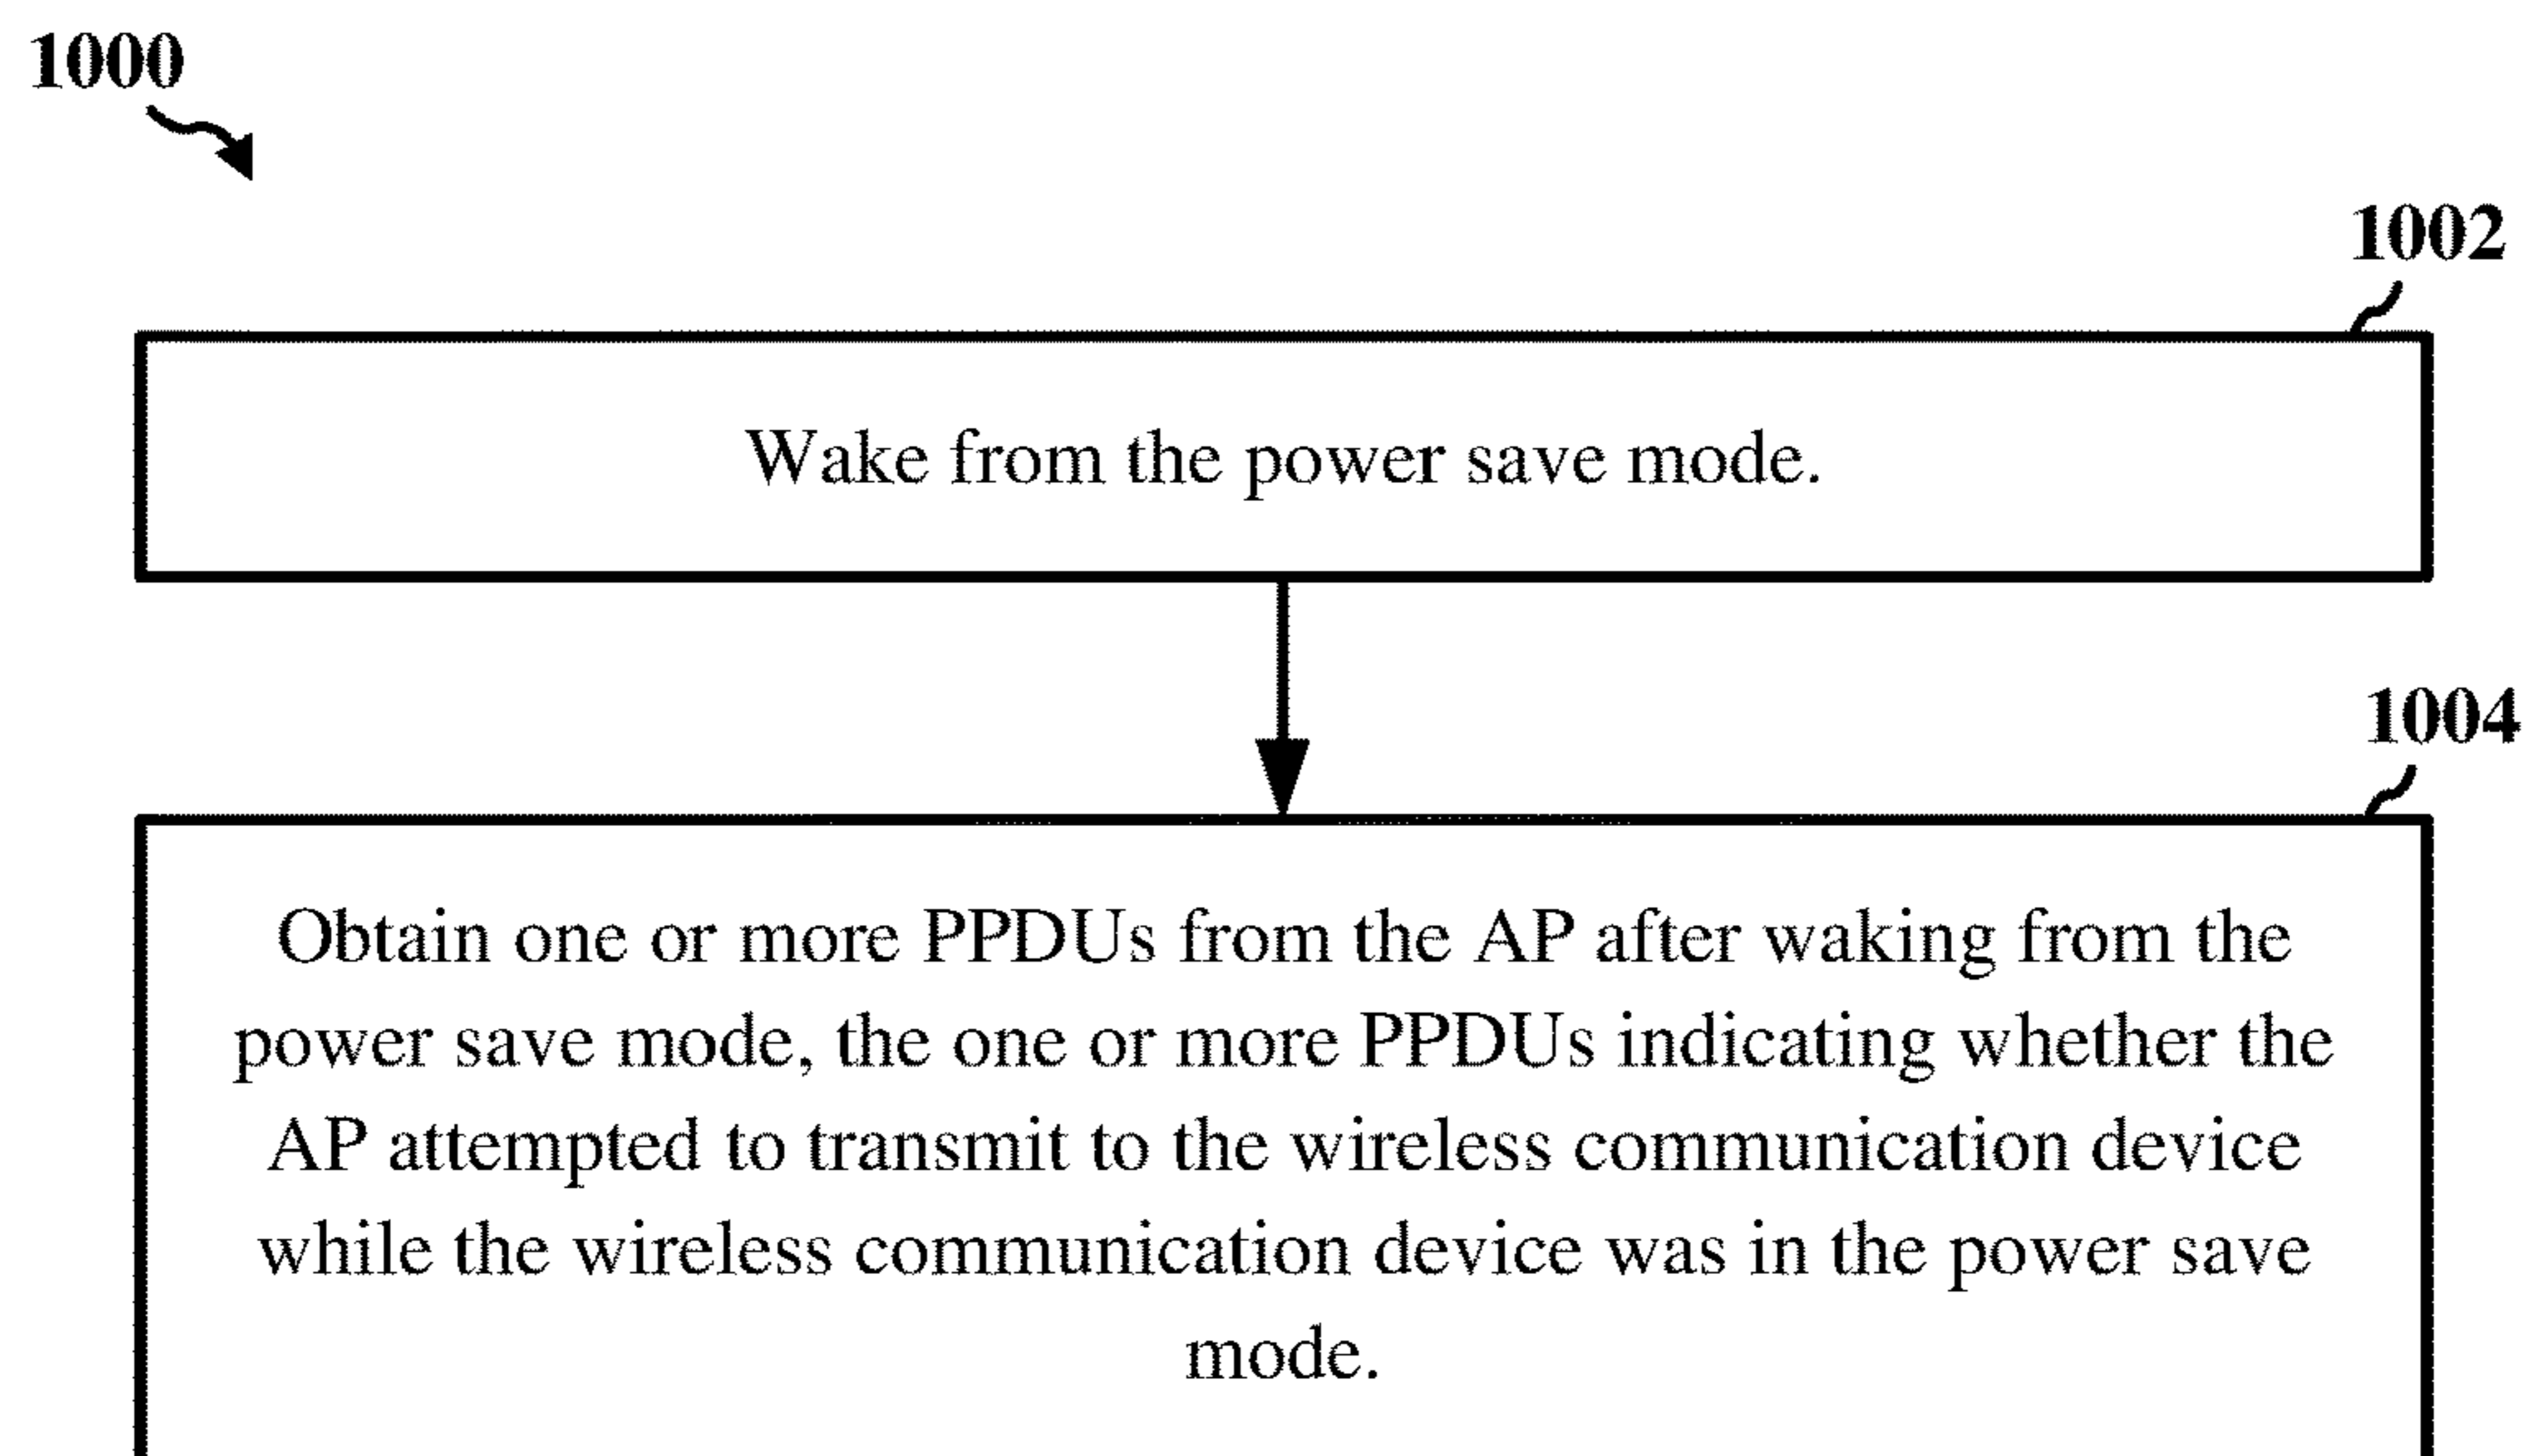 1000
1002
Wake from the power save mode.
1004
Obtain one or more PPDUs from the AP after waking from the
power save mode, the one or more PPDUs indicating whether the
AP attempted to transmit to the wireless communication device
while the wireless communication device was in the power save
mode.